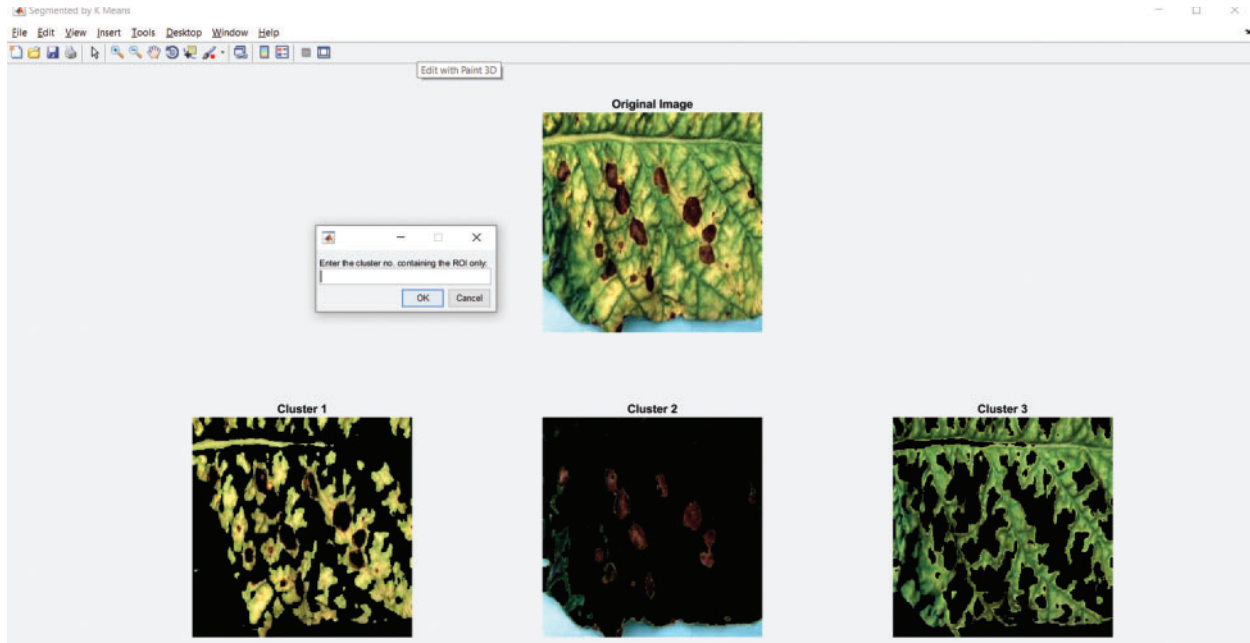 Segmented by K Means
File Edit View Insert Tools Desktop Window Help
Edit with Paint 3D
Original Image
Enter the cluster no. containing the ROI only:
OK Cancel
Cluster 1 Cluster 2 Cluster 3